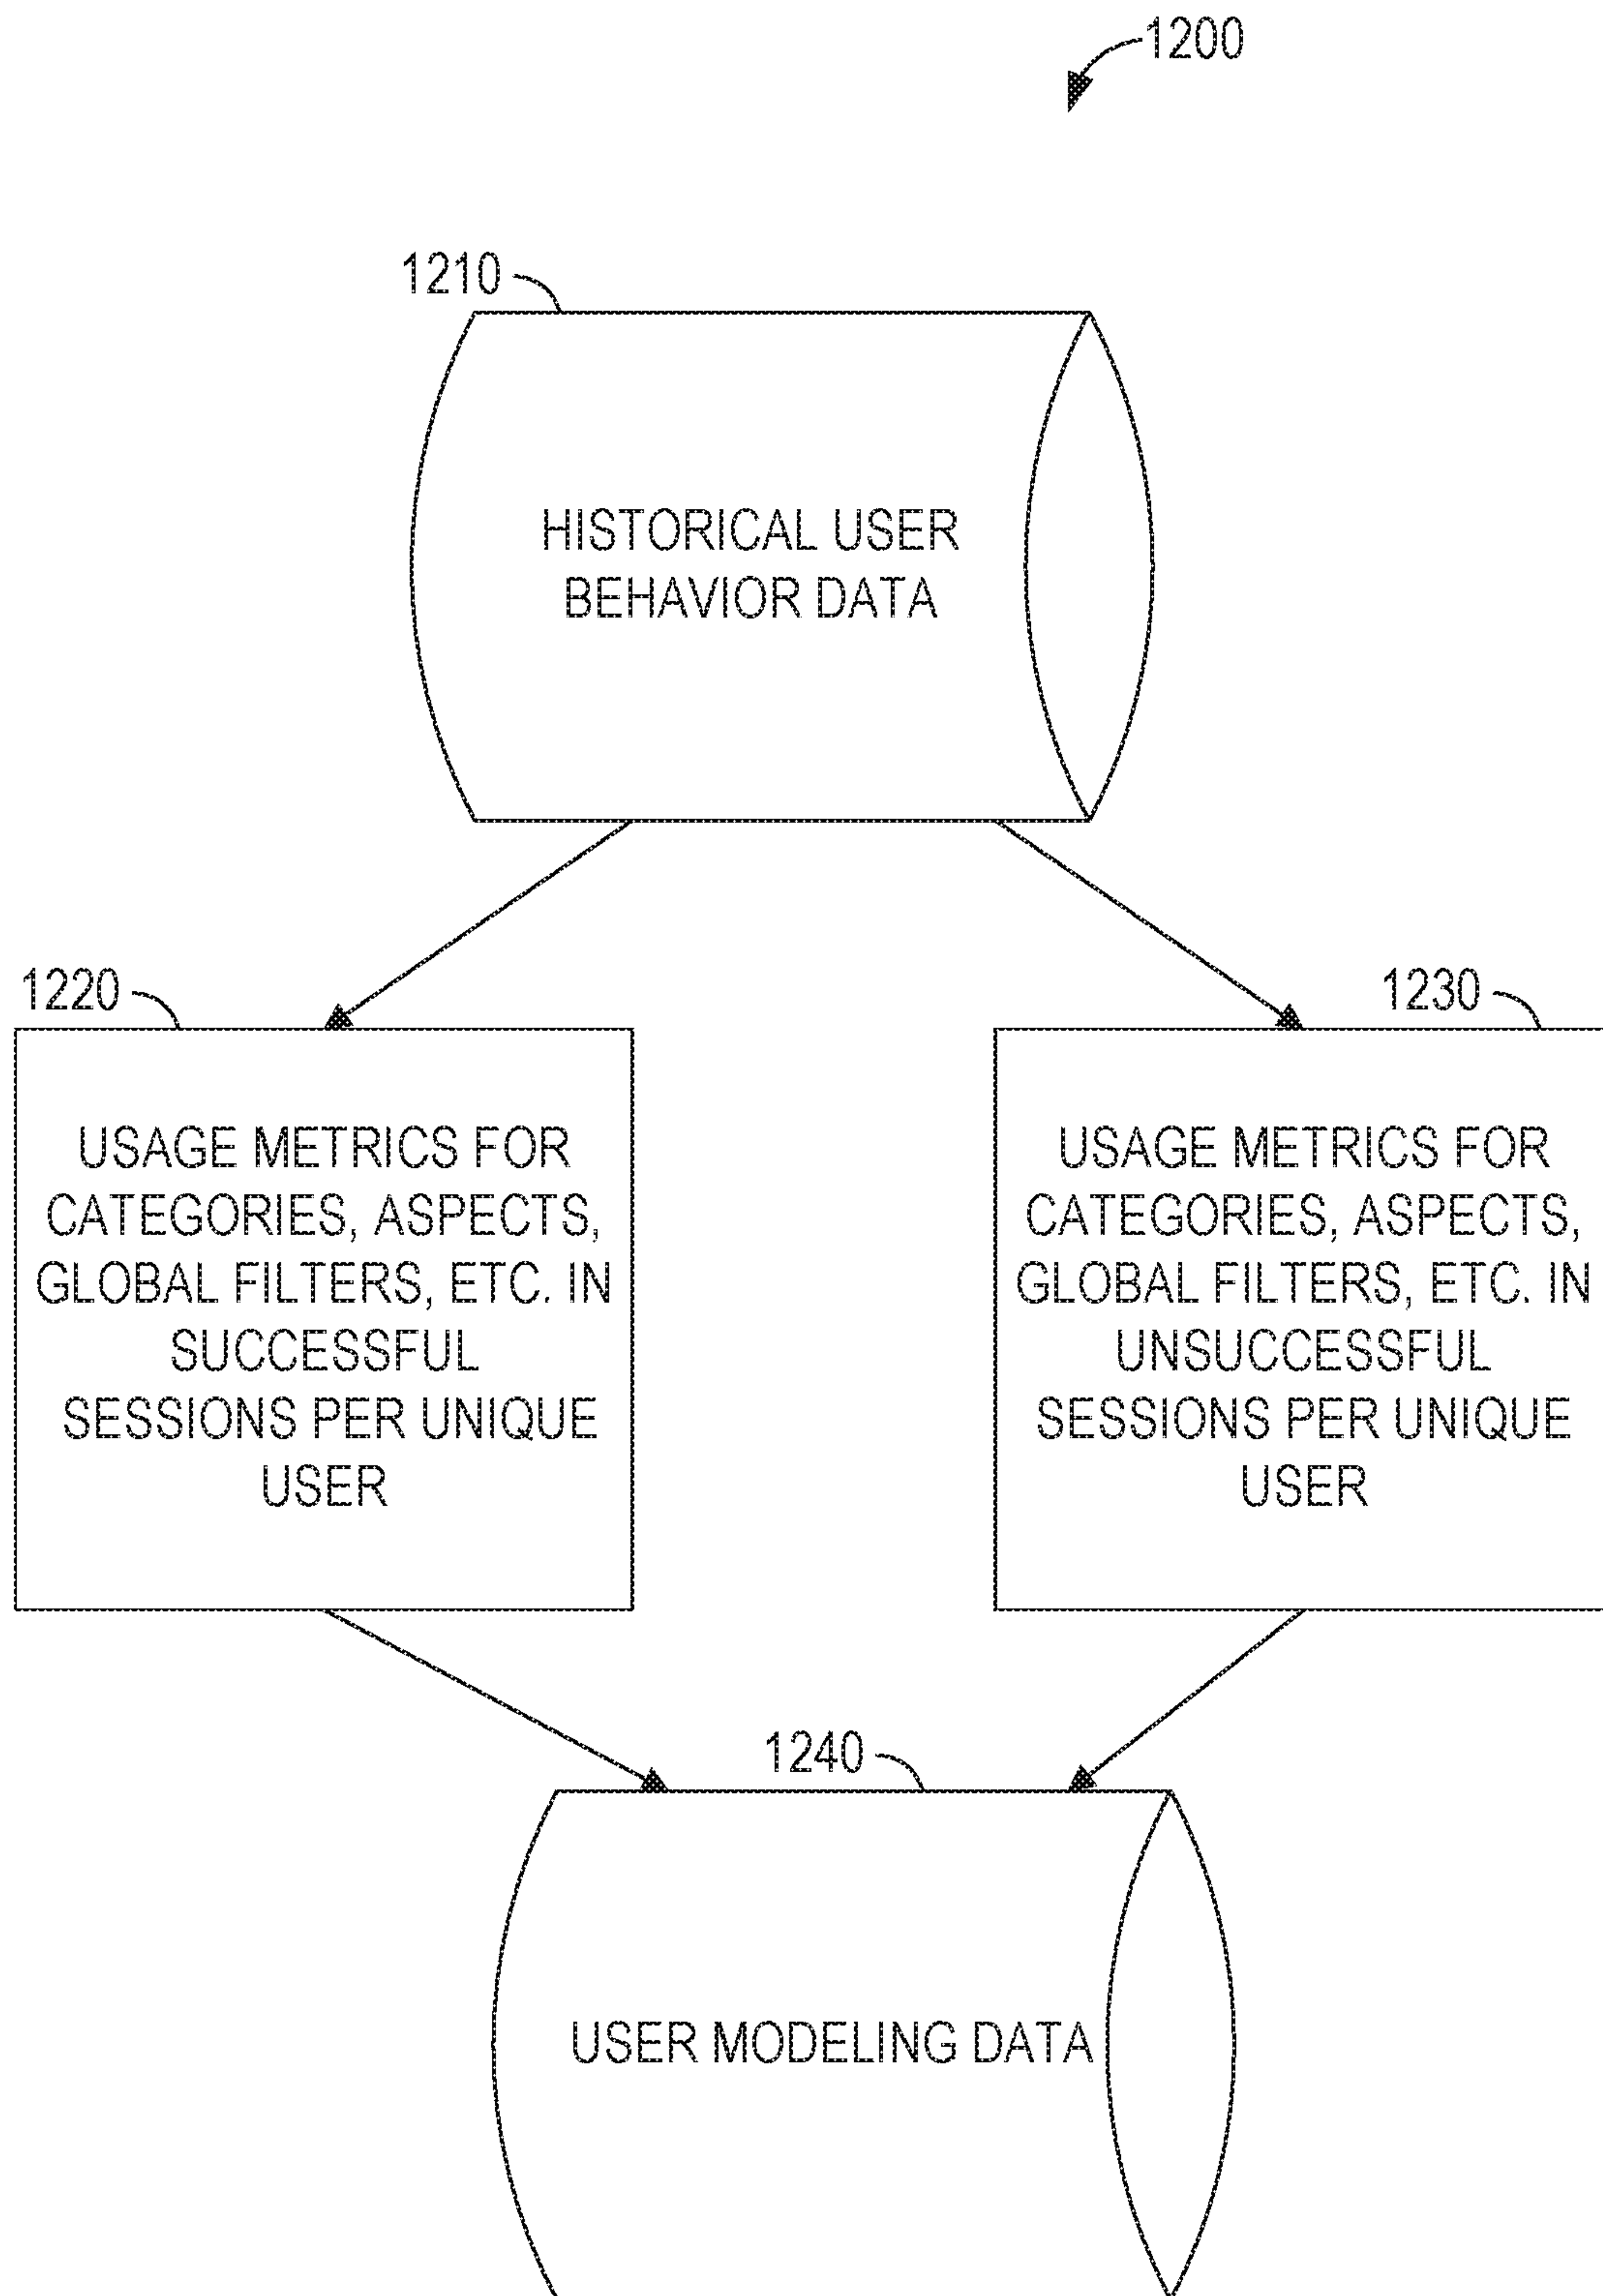 1200
1210
HISTORICAL USER
BEHAVIOR DATA
1220
USAGE METRICS FOR
CATEGORIES, ASPECTS,
GLOBAL FILTERS, ETC. IN
SUCCESSFUL
SESSIONS PER UNIQUE
USER
1230
USAGE METRICS FOR
CATEGORIES, ASPECTS,
GLOBAL FILTERS, ETC. IN
UNSUCCESSFUL
SESSIONS PER UNIQUE
USER
1240
USER MODELING DATA